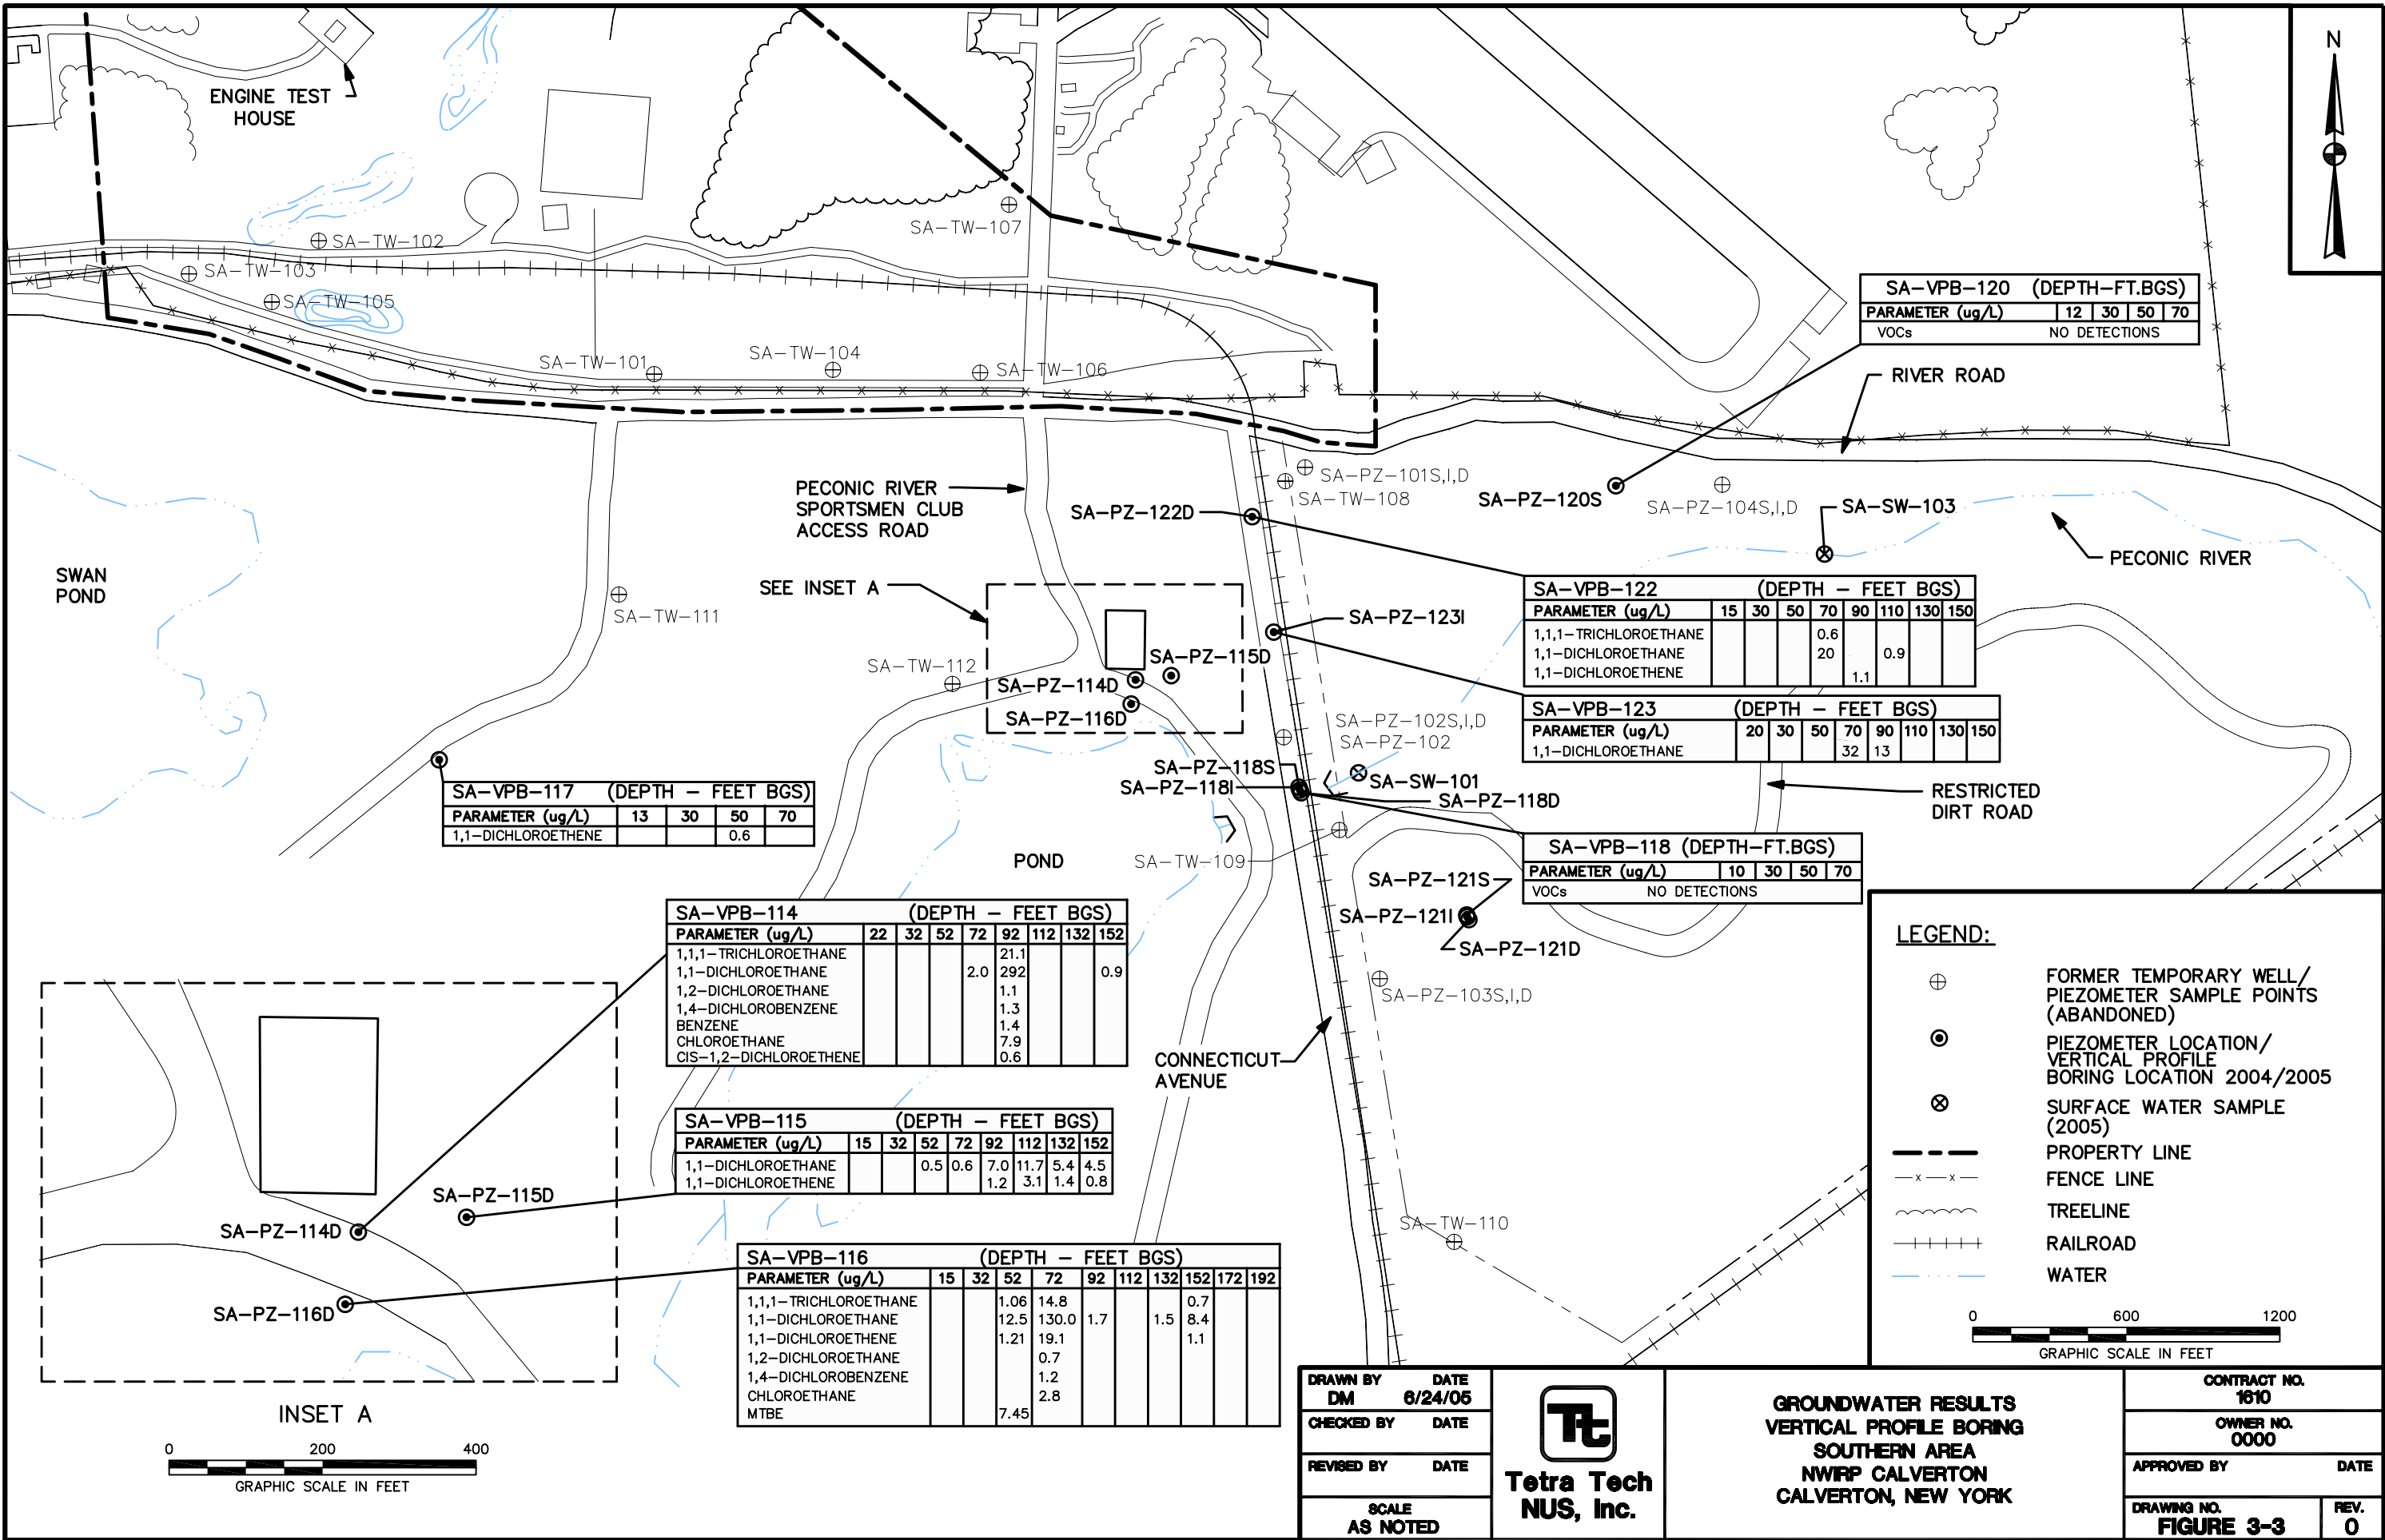 ENGINE TEST
HOUSE
N
SA-TW-107
SA-TW-102
SA-TW-103
SA-TW-105
SA-TW-101
SA-TW-104
SA-TW-106
SA-VPB-120 (DEPTH-FT.BGS)
PARAMETER (ug/L) 12 30 50 70
VOCs NO DETECTIONS
RIVER ROAD
PECONIC RIVER
SPORTSMEN CLUB
ACCESS ROAD
SA-PZ-101S,I,D
SA-TW-108
SA-PZ-122D
SA-PZ-120S
SA-PZ-104S,I,D
SA-SW-103
PECONIC RIVER
SWAN
POND
SEE INSET A
SA-TW-111
SA-TW-112
SA-PZ-123I
SA-PZ-115D
SA-PZ-114D
SA-PZ-116D
SA-VPB-122 (DEPTH - FEET BGS)
PARAMETER (ug/L) 15 30 50 70 90 110 130 150
1,1,1-TRICHLOROETHANE 0.6
1,1-DICHLOROETHANE 20 0.9
1,1-DICHLOROETHENE 1.1
SA-VPB-123 (DEPTH - FEET BGS)
PARAMETER (ug/L) 20 30 50 70 90 110 130 150
1,1-DICHLOROETHANE 32 13
SA-PZ-102S,I,D
SA-PZ-102
SA-PZ-118S
SA-PZ-118I
SA-SW-101
SA-PZ-118D
RESTRICTED
DIRT ROAD
SA-VPB-117 (DEPTH - FEET BGS)
PARAMETER (ug/L) 13 30 50 70
1,1-DICHLOROETHENE 0.6
POND
SA-TW-109
SA-VPB-118 (DEPTH-FT.BGS)
PARAMETER (ug/L) 10 30 50 70
VOCs NO DETECTIONS
SA-PZ-121S
SA-PZ-121I
SA-PZ-121D
SA-PZ-103S,I,D
SA-VPB-114 (DEPTH - FEET BGS)
PARAMETER (ug/L) 22 32 52 72 92 112 132 152
1,1,1-TRICHLOROETHANE 21.1
1,1-DICHLOROETHANE 2.0 292 0.9
1,2-DICHLOROETHANE 1.1
1,4-DICHLOROBENZENE 1.3
BENZENE 1.4
CHLOROETHANE 7.9
CIS-1,2-DICHLOROETHENE 0.6
CONNECTICUT
AVENUE
SA-VPB-115 (DEPTH - FEET BGS)
PARAMETER (ug/L) 15 32 52 72 92 112 132 152
1,1-DICHLOROETHANE 0.5 0.6 7.0 11.7 5.4 4.5
1,1-DICHLOROETHENE 1.2 3.1 1.4 0.8
SA-PZ-115D
SA-PZ-114D
SA-PZ-116D
SA-TW-110
SA-VPB-116 (DEPTH - FEET BGS)
PARAMETER (ug/L) 15 32 52 72 92 112 132 152 172 192
1,1,1-TRICHLOROETHANE 1.06 14.8 0.7
1,1-DICHLOROETHANE 12.5 130.0 1.7 1.5 8.4
1,1-DICHLOROETHENE 1.21 19.1 1.1
1,2-DICHLOROETHANE 0.7
1,4-DICHLOROBENZENE 1.2
CHLOROETHANE 2.8
MTBE 7.45
INSET A
0 200 400
GRAPHIC SCALE IN FEET
LEGEND:
FORMER TEMPORARY WELL/
PIEZOMETER SAMPLE POINTS
(ABANDONED)
PIEZOMETER LOCATION/
VERTICAL PROFILE
BORING LOCATION 2004/2005
SURFACE WATER SAMPLE
(2005)
PROPERTY LINE
x x FENCE LINE
TREELINE
RAILROAD
WATER
0 600 1200
GRAPHIC SCALE IN FEET
DRAWN BY DATE
DM 6/24/05
CHECKED BY DATE
REVISED BY DATE
SCALE
AS NOTED
Tt
Tetra Tech
NUS, Inc.
GROUNDWATER RESULTS
VERTICAL PROFILE BORING
SOUTHERN AREA
NWIRP CALVERTON
CALVERTON, NEW YORK
CONTRACT NO.
1610
OWNER NO.
0000
APPROVED BY DATE
DRAWING NO. REV.
FIGURE 3-3 0